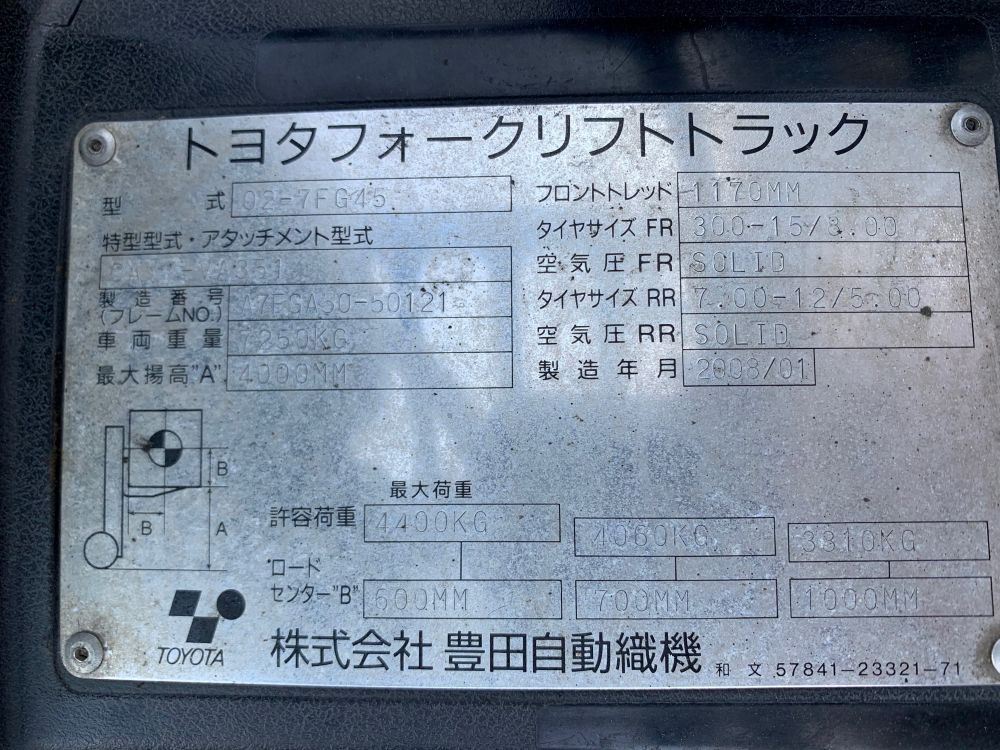 トヨタフォークリフトトラック
型 式 02-7FG45
特型型式・アタッチメント型式
製造番号 (フレームNO.) A7FGA50-50121
車両重量 7250KG
最大揚高"A" 4000MM
フロントトレッド 1170MM
タイヤサイズ FR 300-15/8.00
空気圧 FR SOLID
タイヤサイズ RR 7.00-12/5.00
空気圧 RR SOLID
製造年月 2008/01
B
B
A
最大荷重
許容荷重 4400KG 4060KG 3310KG
ロード
センター"B" 600MM 700MM 1000MM
TOYOTA
株式会社 豊田自動織機 和文 57841-23321-71